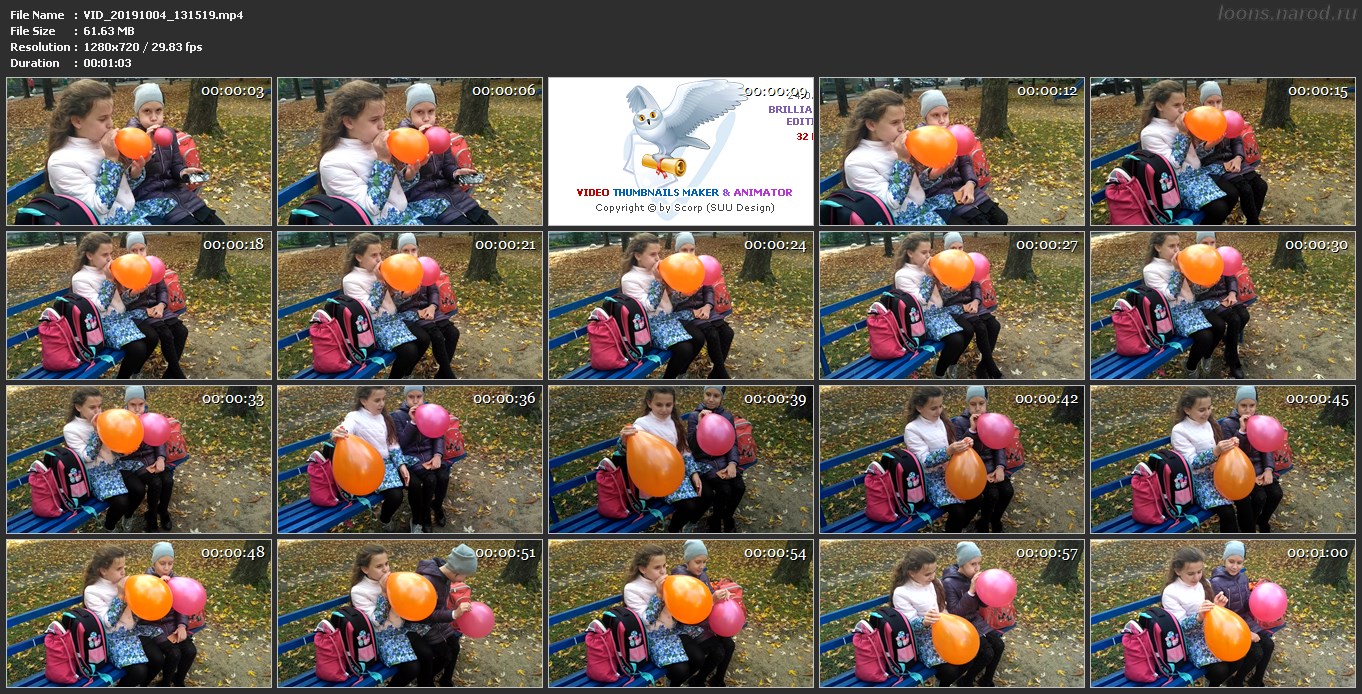 File Name : VID_20191004_131519.mp4
File Size : 61.63 MB
Resolution : 1280x720 / 29.83 fps
Duration : 00:01:03
loons.narod.ru
00:00:03
00:00:06
00:00:09
BRILLIA
EDIT
32
VIDEO THUMBNAILS MAKER & ANIMATOR
Copyright © by Scorp (SUU Design)
00:00:12
00:00:15
00:00:18
00:00:21
00:00:24
00:00:27
00:00:30
00:00:33
00:00:36
00:00:39
00:00:42
00:00:45
00:00:48
00:00:51
00:00:54
00:00:57
00:01:00